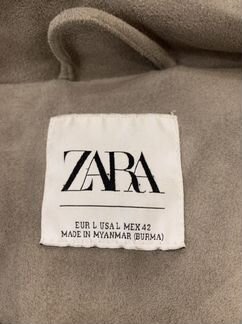 ZARA
EUR L USA L MEX 42
MADE IN MYANMAR (BURMA)